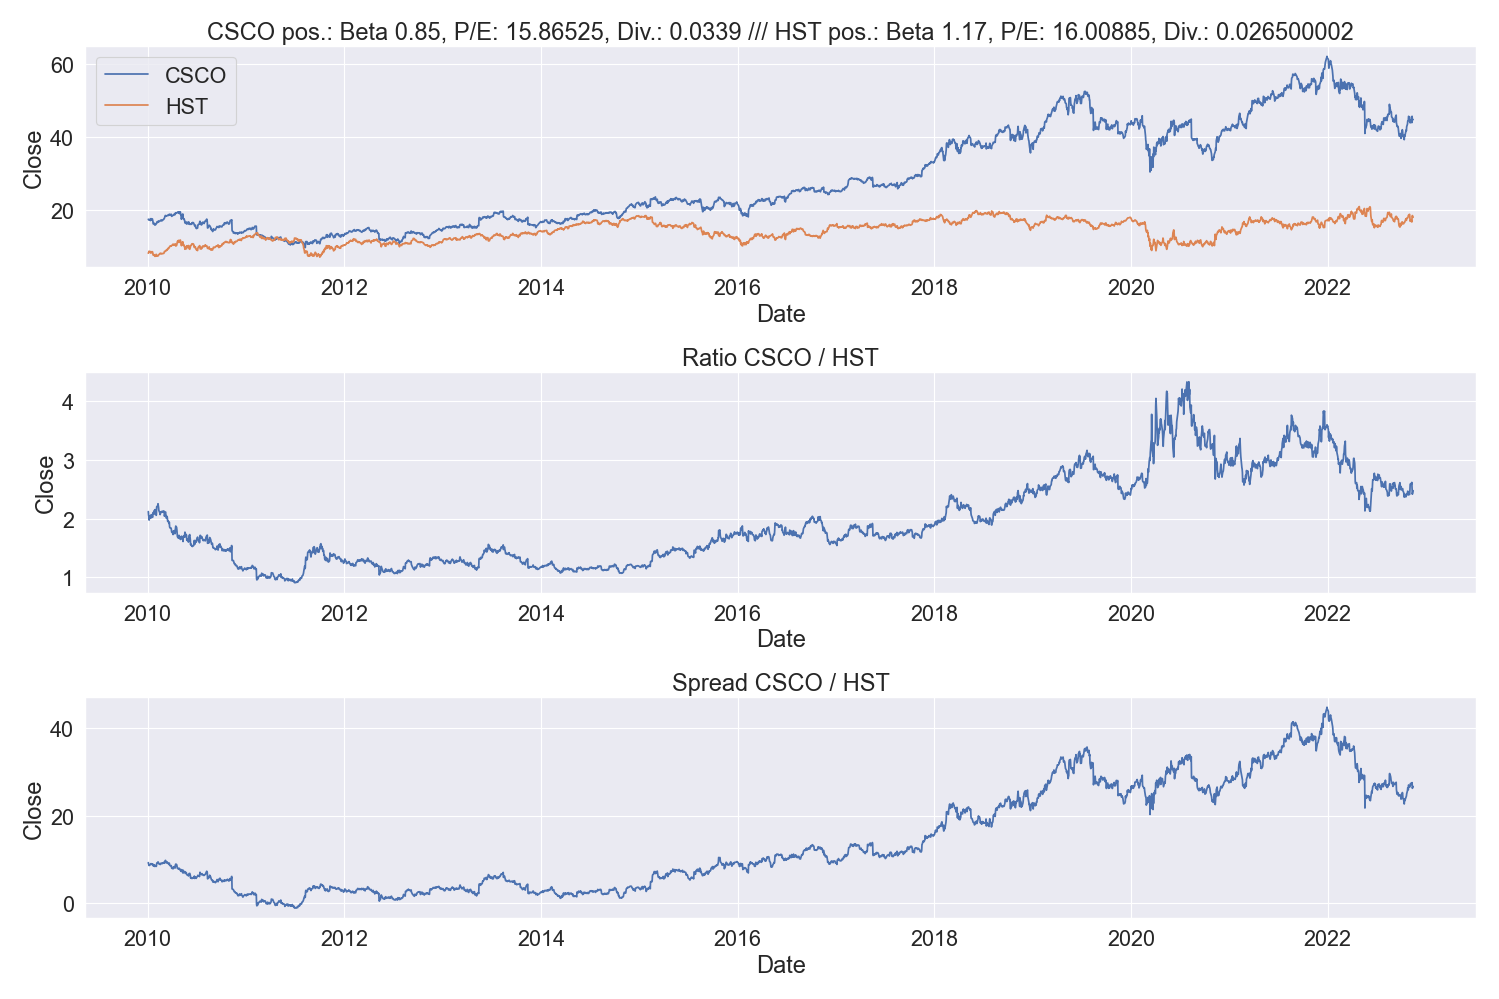 CSCO pos.: Beta 0.85, P/E: 15.86525, Div.: 0.0339 /// HST pos.: Beta 1.17, P/E: 16.00885, Div.: 0.026500002
CSCO
HST
60
40
20
Close
2010 2012 2014 2016 2018 2020 2022
Date
Ratio CSCO / HST
4
3
2
1
Close
2010 2012 2014 2016 2018 2020 2022
Date
Spread CSCO / HST
40
20
0
Close
2010 2012 2014 2016 2018 2020 2022
Date